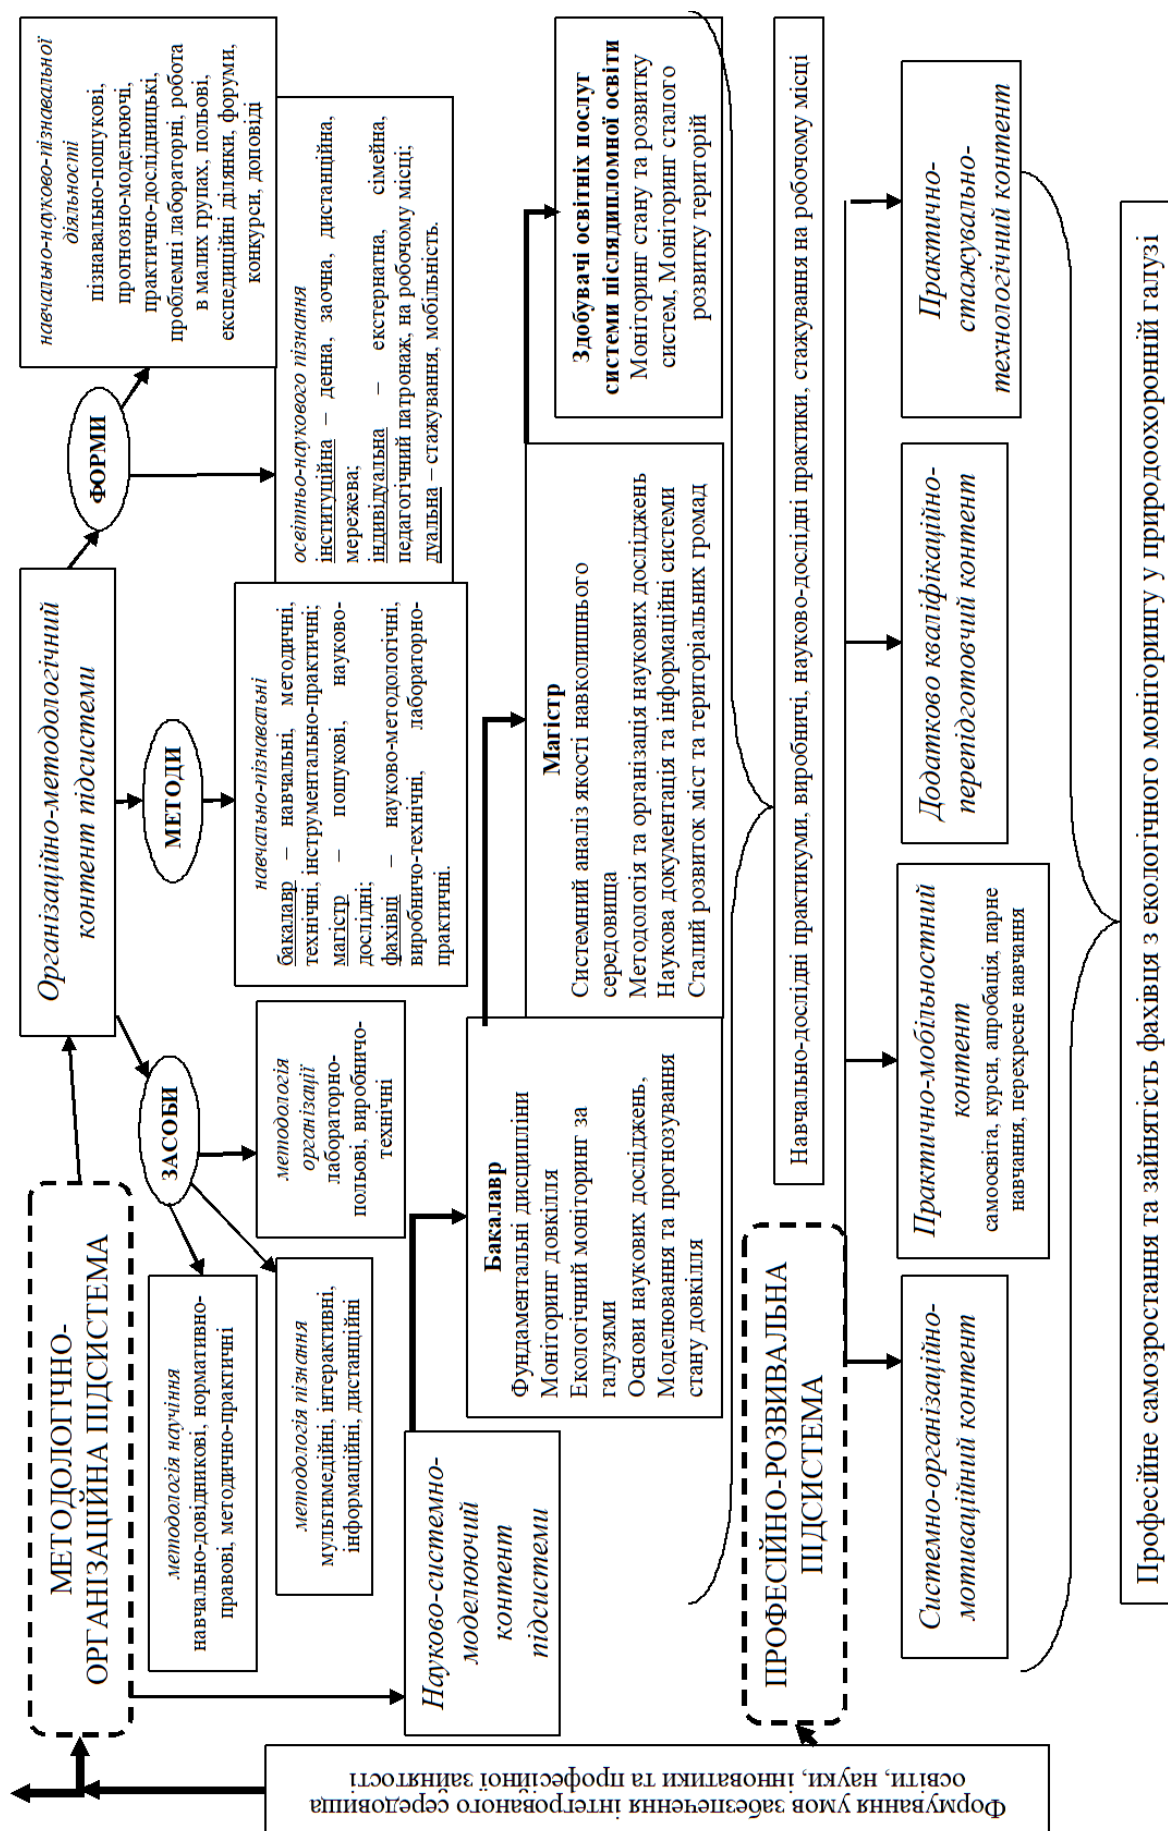 МЕТОДОЛОГІЧНО-
ОРГАНІЗАЦІЙНА ПІДСИСТЕМА
Організаційно-методологічний
контент підсистеми
ЗАСОБИ
МЕТОДИ
ФОРМИ
методологія научіння
навчально-довідникові, нормативно-
правові, методично-практичні
методологія пізнання
мультимедійні, інтерактивні,
інформаційні, дистанційні
методологія
організації
лабораторно-
польові, виробничо-
технічні
навчально-пізнавальні
бакалавр – навчальні, методичні,
технічні, інструментально-практичні;
магістр – пошукові, науково-
дослідні;
фахівці – науково-методологічні,
виробничо-технічні, лабораторно-
практичні.
навчально-науково-пізнавальної
діяльності
пізнавально-пошукові,
прогнозно-моделюючі,
практично-дослідницькі,
проблемні лабораторні, робота
в малих групах, польові,
експедиційні ділянки, форуми,
конкурси, доповіді
освітньо-наукового пізнання
інституційна – денна, заочна, дистанційна,
мережева;
індивідуальна – екстернатна, сімейна,
педагогічний патронаж, на робочому місці;
дуальна – стажування, мобільність.
Науково-системно-
моделюючий
контент
підсистеми
Бакалавр
Фундаментальні дисципліни
Моніторинг довкілля
Екологічний моніторинг за
галузями
Основи наукових досліджень,
Моделювання та прогнозування
стану довкілля
Магістр
Системний аналіз якості навколишнього
середовища
Методологія та організація наукових досліджень
Наукова документація та інформаційні системи
Сталий розвиток міст та територіальних громад
Здобувачі освітніх послуг
системи післядипломної освіти
Моніторинг стану та розвитку
систем, Моніторинг сталого
розвитку територій
Формування умов забезпечення інтегрованого середовища
освіти, науки, інноватики та професійної зайнятості
ПРОФЕСІЙНО-РОЗВИВАЛЬНА
ПІДСИСТЕМА
Навчально-дослідні практикуми, виробничі, науково-дослідні практики, стажування на робочому місці
Системно-організаційно-
мотиваційний контент
Практично-мобільностний
контент
самоосвіта, курси, апробація, парне
навчання, перехресне навчання
Додатково кваліфікаційно-
перепідготовчий контент
Практично-
стажувально-
технологічний контент
Професійне самозростання та зайнятість фахівця з екологічного моніторингу у природоохоронній галузі